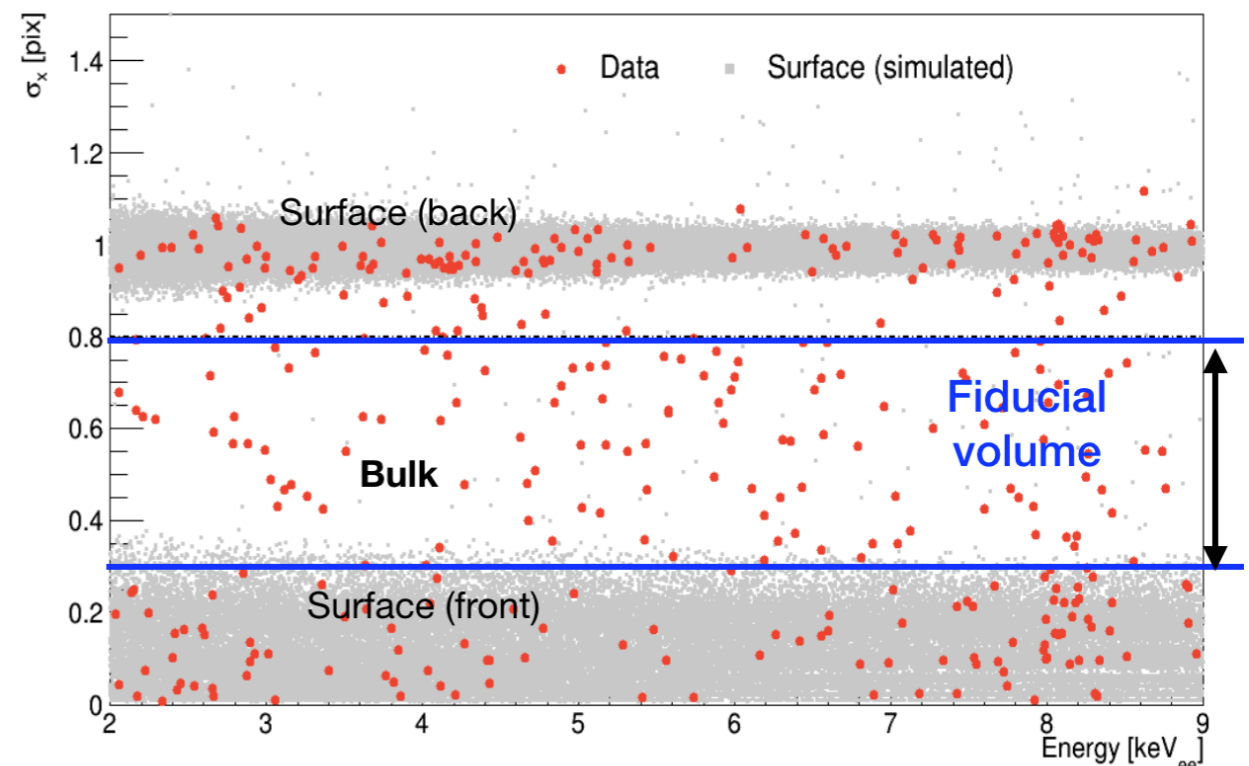 σx [pix]
1.4
1.2
1
0.8
0.6
0.4
0.2
0
Data
Surface (simulated)
Surface (back)
Bulk
Fiducial
volume
Surface (front)
2 3 4 5 6 7 8 9
Energy [keVee]